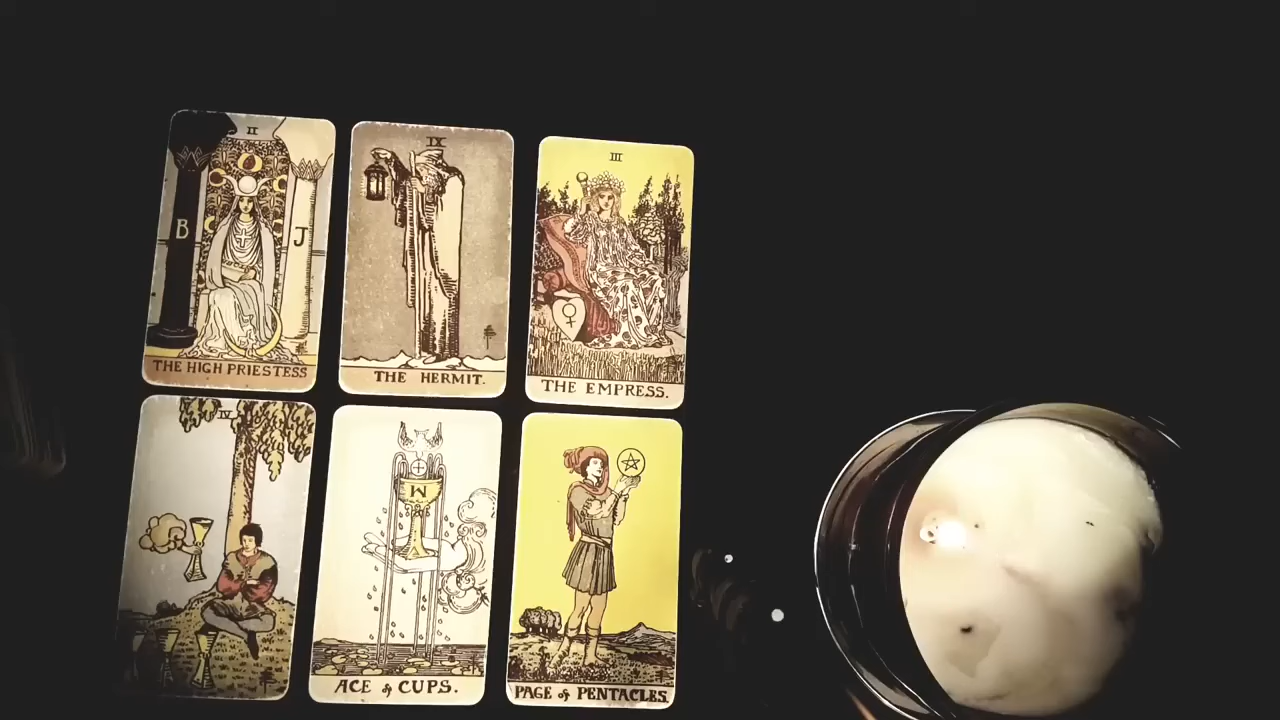 II
B
J
THE HIGH PRIESTESS
IX
THE HERMIT.
III
THE EMPRESS.
IV
W
ACE of CUPS.
PAGE of PENTACLES.